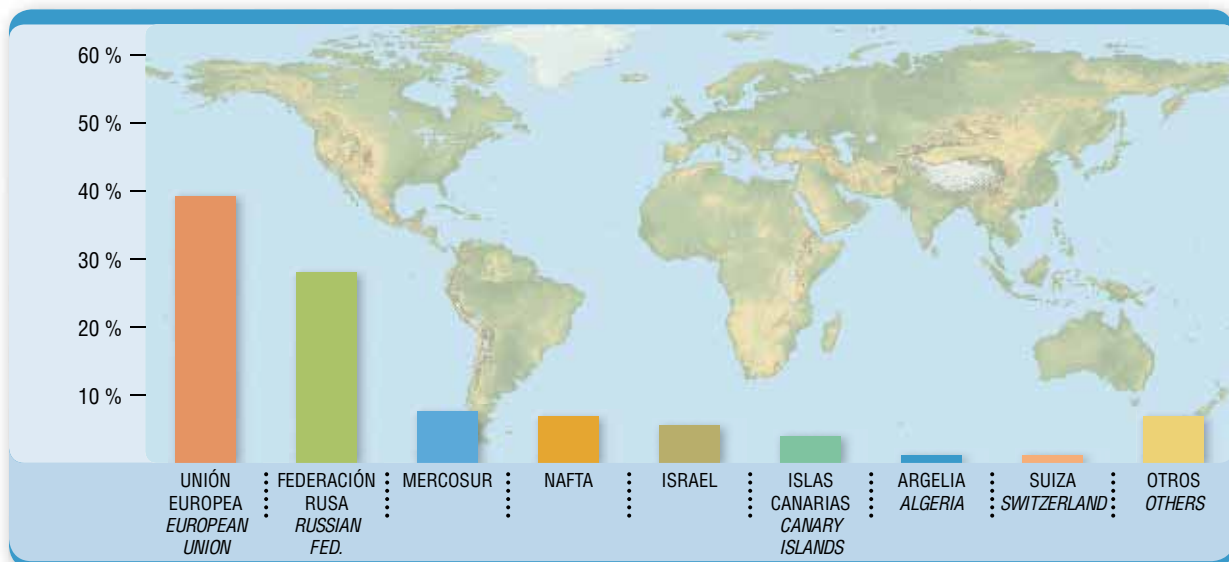 60 %
50 %
40 %
30 %
20 %
10 %
UNIÓN
EUROPEA
EUROPEAN
UNION
FEDERACIÓN
RUSA
RUSSIAN
FED.
MERCOSUR
NAFTA
ISRAEL
ISLAS
CANARIAS
CANARY
ISLANDS
ARGELIA
ALGERIA
SUIZA
SWITZERLAND
OTROS
OTHERS